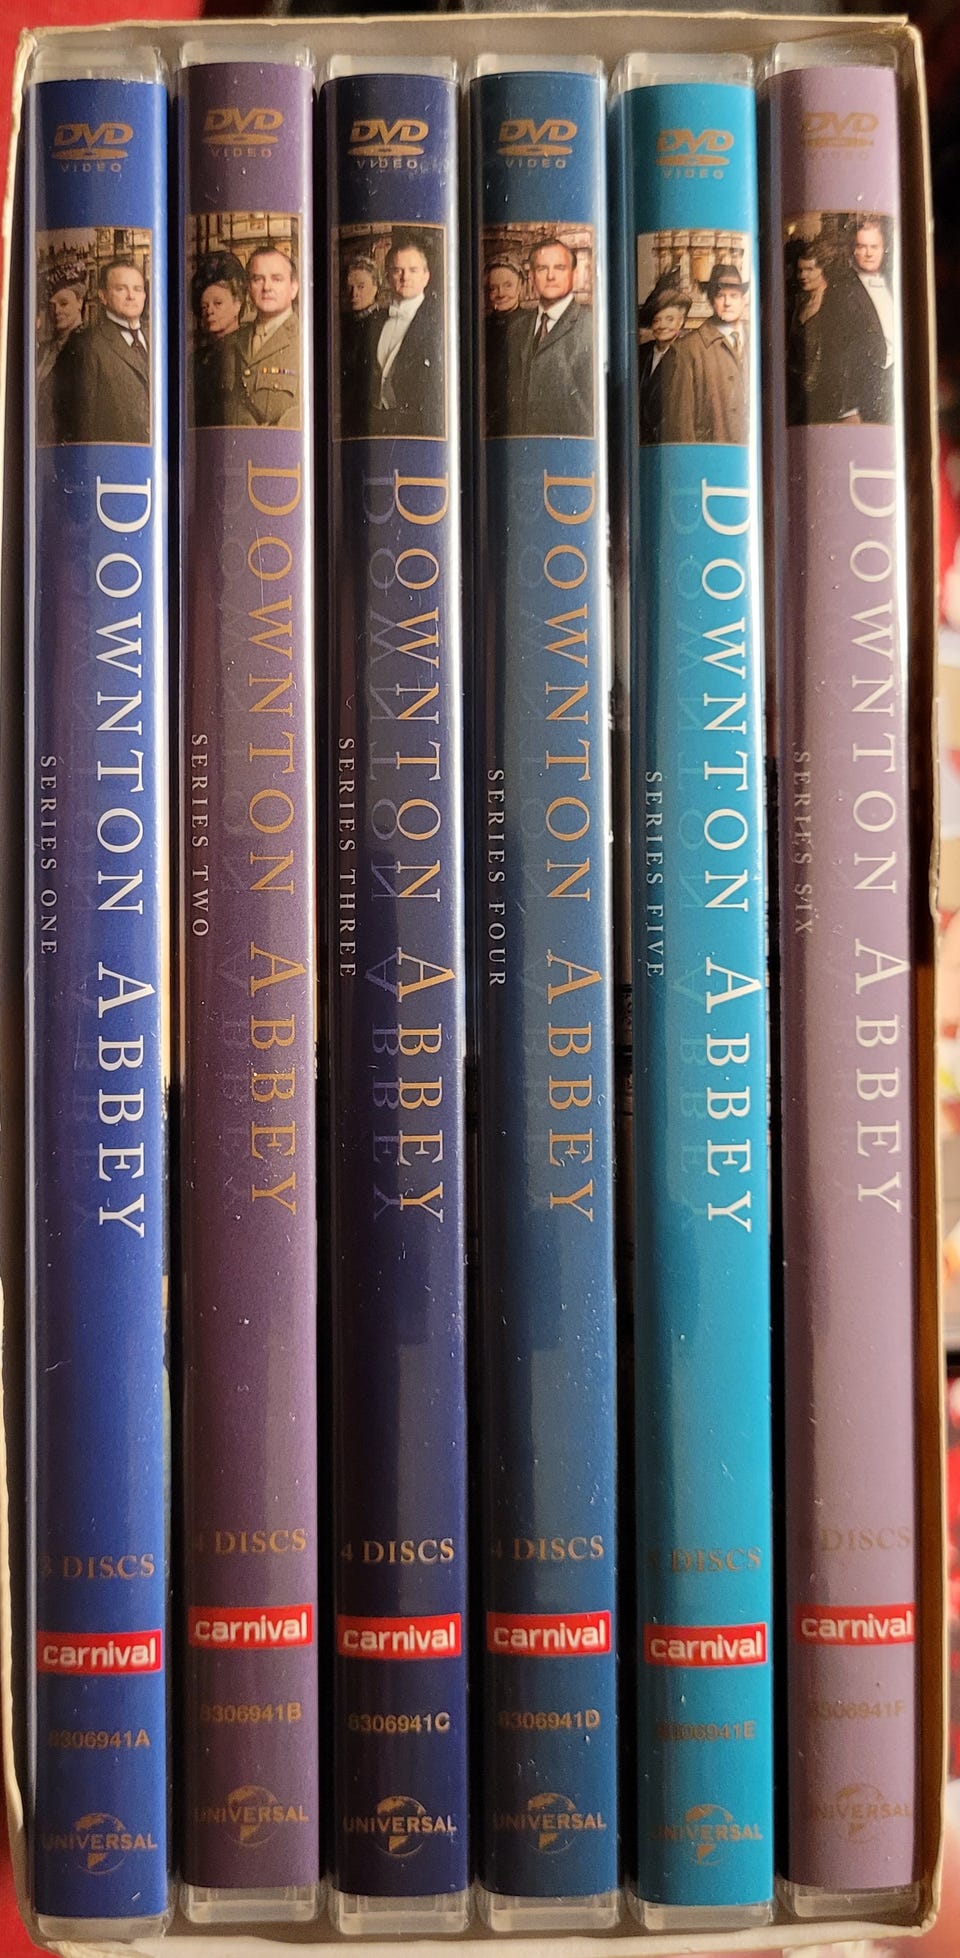 DVD
VIDEO
DOWNTON ABBEY
SERIES ONE
3 DISCS
carnival
8306941A
UNIVERSAL
DVD
VIDEO
DOWNTON ABBEY
SERIES TWO
4 DISCS
carnival
8306941B
UNIVERSAL
DVD
VIDEO
DOWNTON ABBEY
SERIES THREE
4 DISCS
carnival
8306941C
UNIVERSAL
DVD
VIDEO
DOWNTON ABBEY
SERIES FOUR
4 DISCS
carnival
8306941D
UNIVERSAL
DVD
VIDEO
DOWNTON ABBEY
SERIES FIVE
DISCS
carnival
8306941E
UNIVERSAL
DVD
DOWNTON ABBEY
SERIES SIX
DISCS
carnival
8306941F
UNIVERSAL